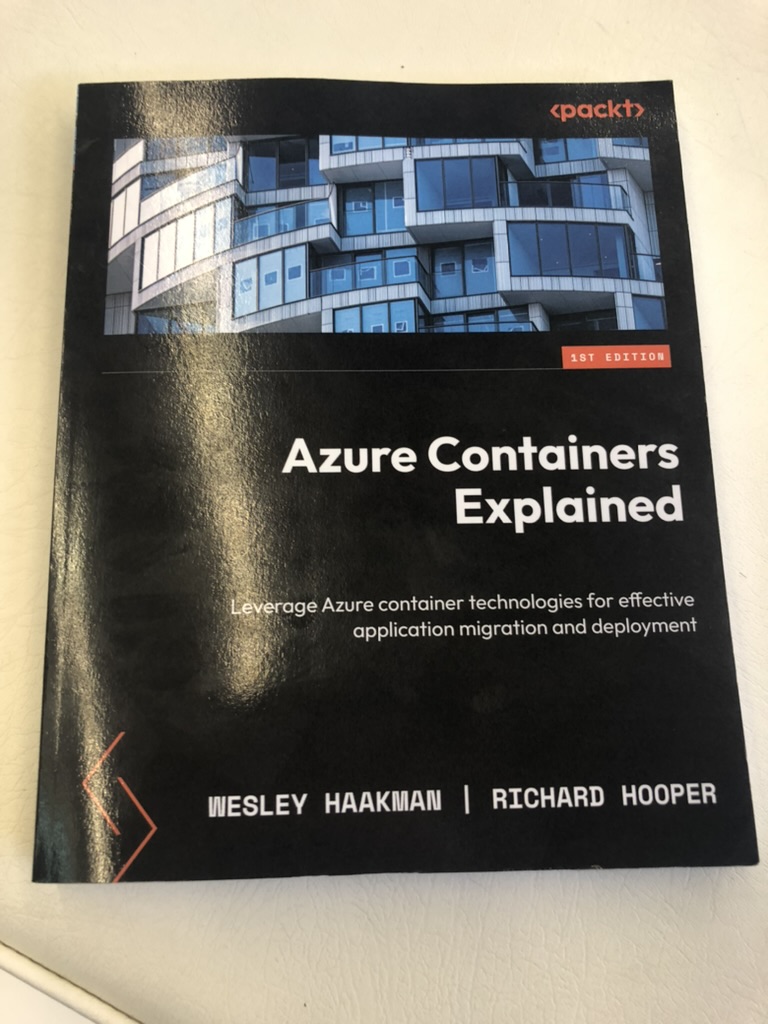 <packt>
1ST EDITION
Azure Containers
Explained
Leverage Azure container technologies for effective
application migration and deployment
WESLEY HAAKMAN | RICHARD HOOPER